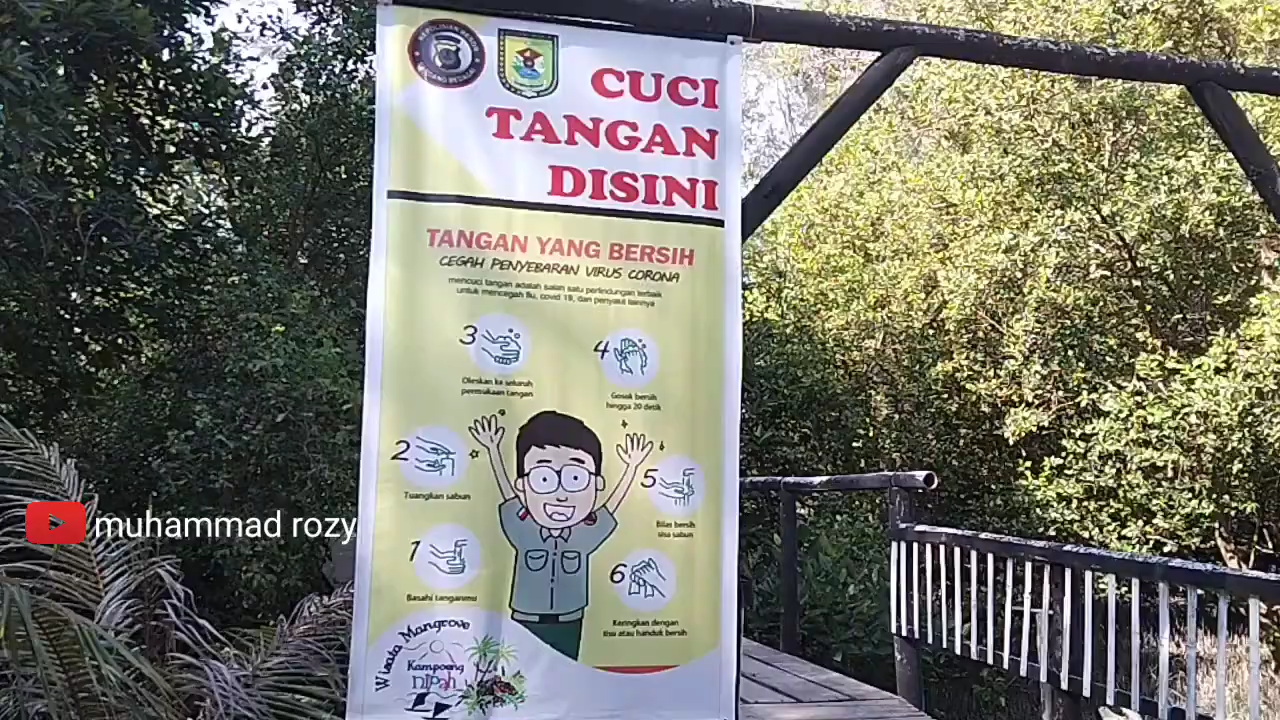 CUCI
TANGAN
DISINI
TANGAN YANG BERSIH
CEGAH PENYEBARAN VIRUS CORONA
mencuci tangan adalah salah satu perlindungan terbaik
untuk mencegah flu, covid 19, dan penyakit lainnya
3
Oleskan ke seluruh
permukaan tangan
4
Gosok bersih
hingga 20 detik
2
Tuangkan sabun
5
Bilas bersih
sisa sabun
1
Basahi tanganmu
6
Keringkan dengan
tisu atau handuk bersih
Wisata Mangrove
Kampoeng
nipah
muhammad rozy